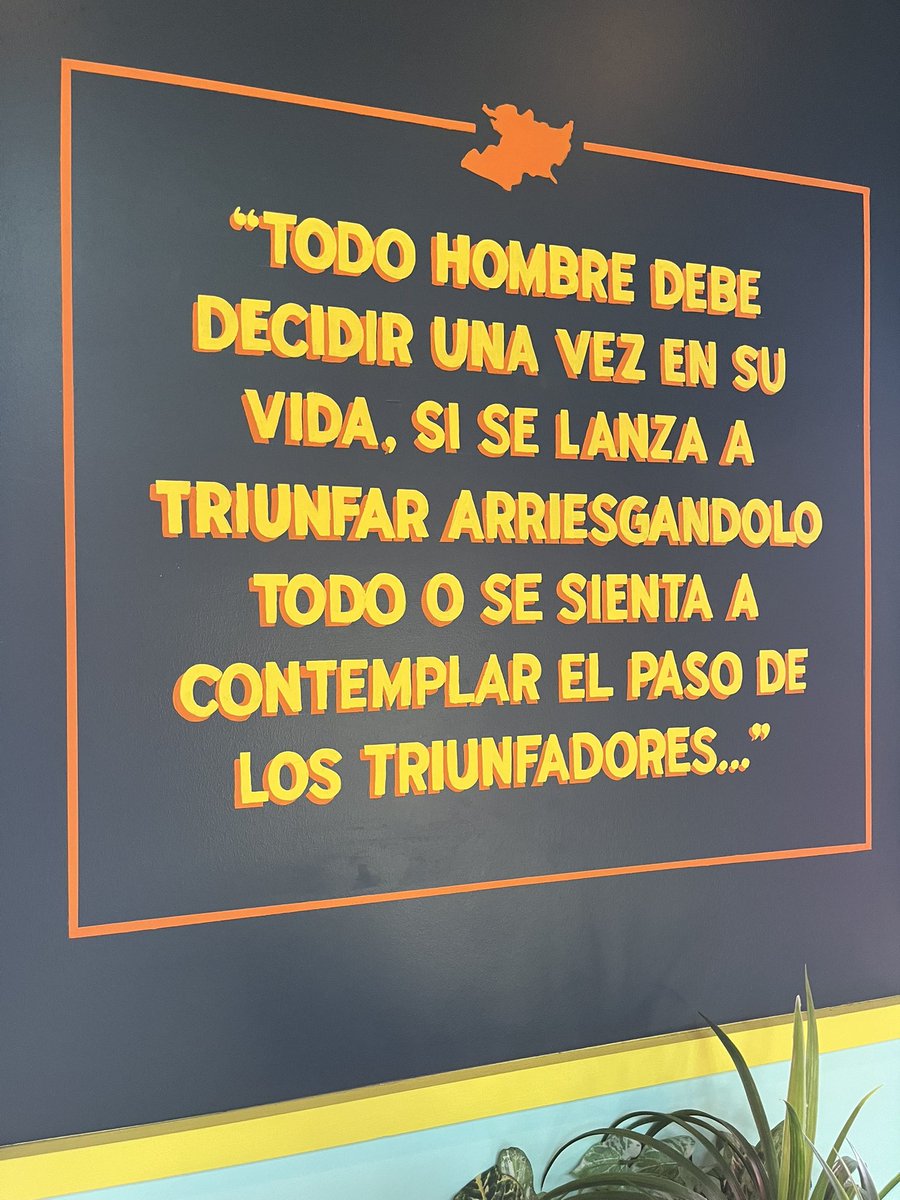 “TODO HOMBRE DEBE
DECIDIR UNA VEZ EN SU
VIDA, SI SE LANZA A
TRIUNFAR ARRIESGANDOLO
TODO O SE SIENTA A
CONTEMPLAR EL PASO DE
LOS TRIUNFADORES...”